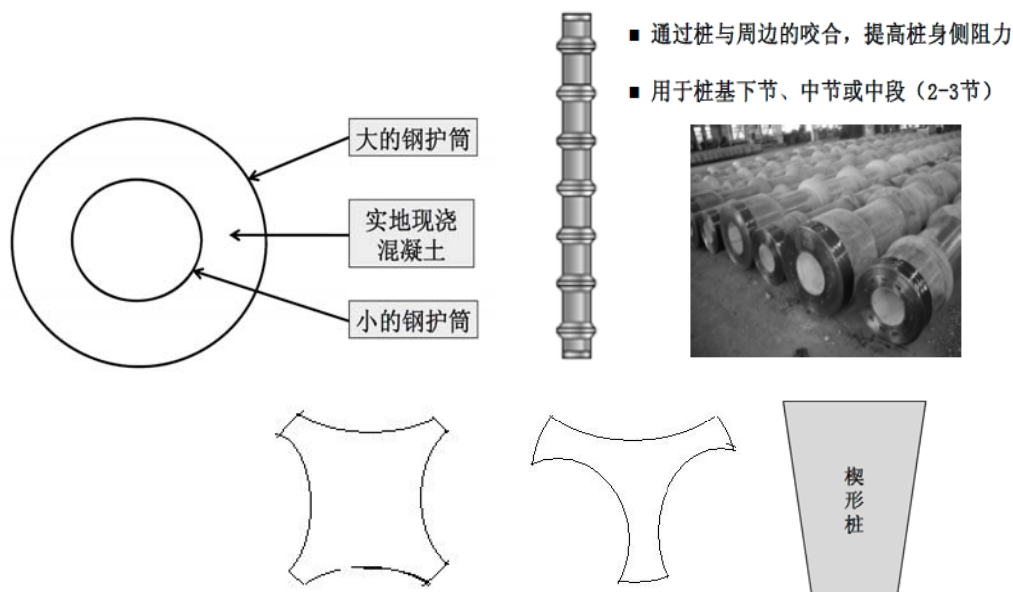 ■ 通过桩与周边的咬合，提高桩身侧阻力
■ 用于桩基下节、中节或中段（2-3节）
大的钢护筒
实地现浇
混凝土
小的钢护筒
楔
形
桩